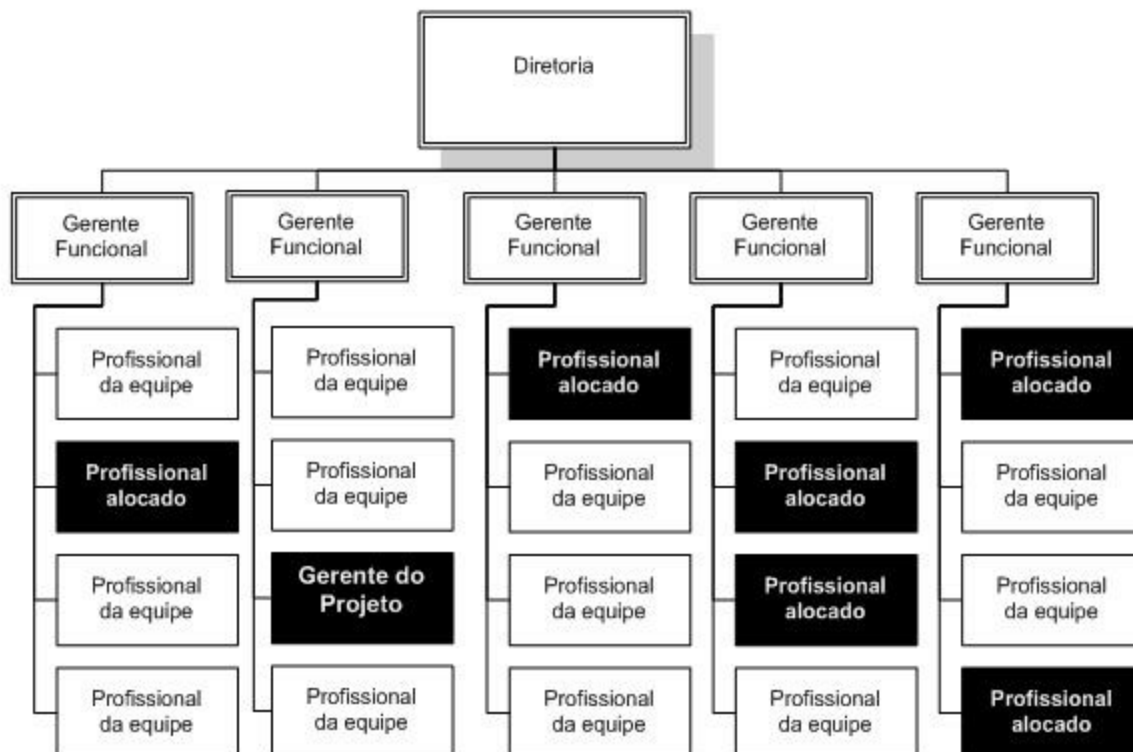 Diretoria
Gerente
Funcional
Gerente
Funcional
Gerente
Funcional
Gerente
Funcional
Gerente
Funcional
Profissional
da equipe
Profissional
da equipe
Profissional
alocado
Profissional
da equipe
Profissional
alocado
Profissional
alocado
Profissional
da equipe
Profissional
da equipe
Profissional
alocado
Profissional
da equipe
Profissional
da equipe
Gerente do
Projeto
Profissional
da equipe
Profissional
alocado
Profissional
da equipe
Profissional
da equipe
Profissional
da equipe
Profissional
da equipe
Profissional
da equipe
Profissional
alocado